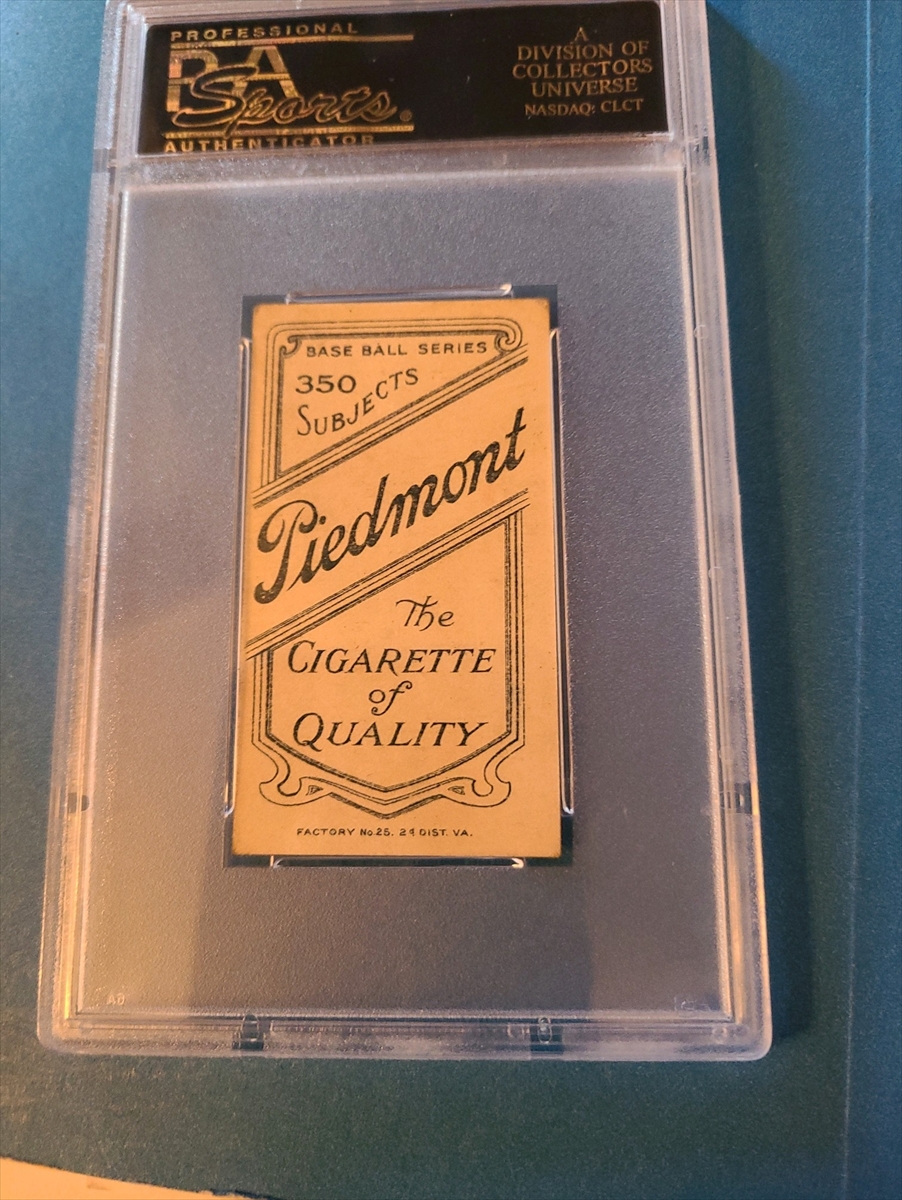 PROFESSIONAL
PSA
Sports®
AUTHENTICATOR
A
DIVISION OF
COLLECTORS
UNIVERSE
NASDAQ: CLCT
BASE BALL SERIES
350
SUBJECTS
Piedmont
The
CIGARETTE
of
QUALITY
FACTORY No 25. 2d DIST. VA.